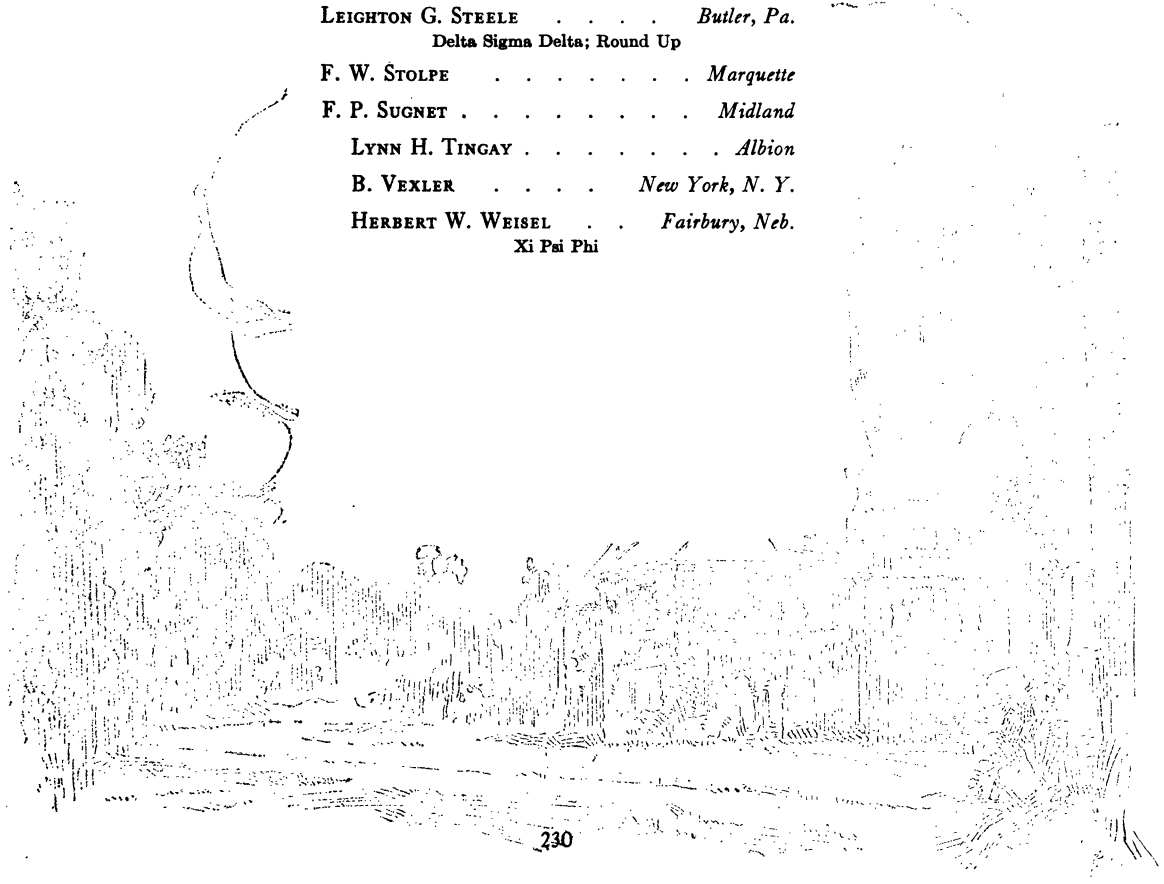 LEIGHTON G. STEELE . . . . Butler, Pa.
Delta Sigma Delta; Round Up
F. W. STOLPE . . . . . . . Marquette
F. P. SUGNET . . . . . . . . Midland
LYNN H. TINGAY . . . . . . . Albion
B. VEXLER . . . . New York, N. Y.
HERBERT W. WEISEL . . Fairbury, Neb.
Xi Psi Phi
230